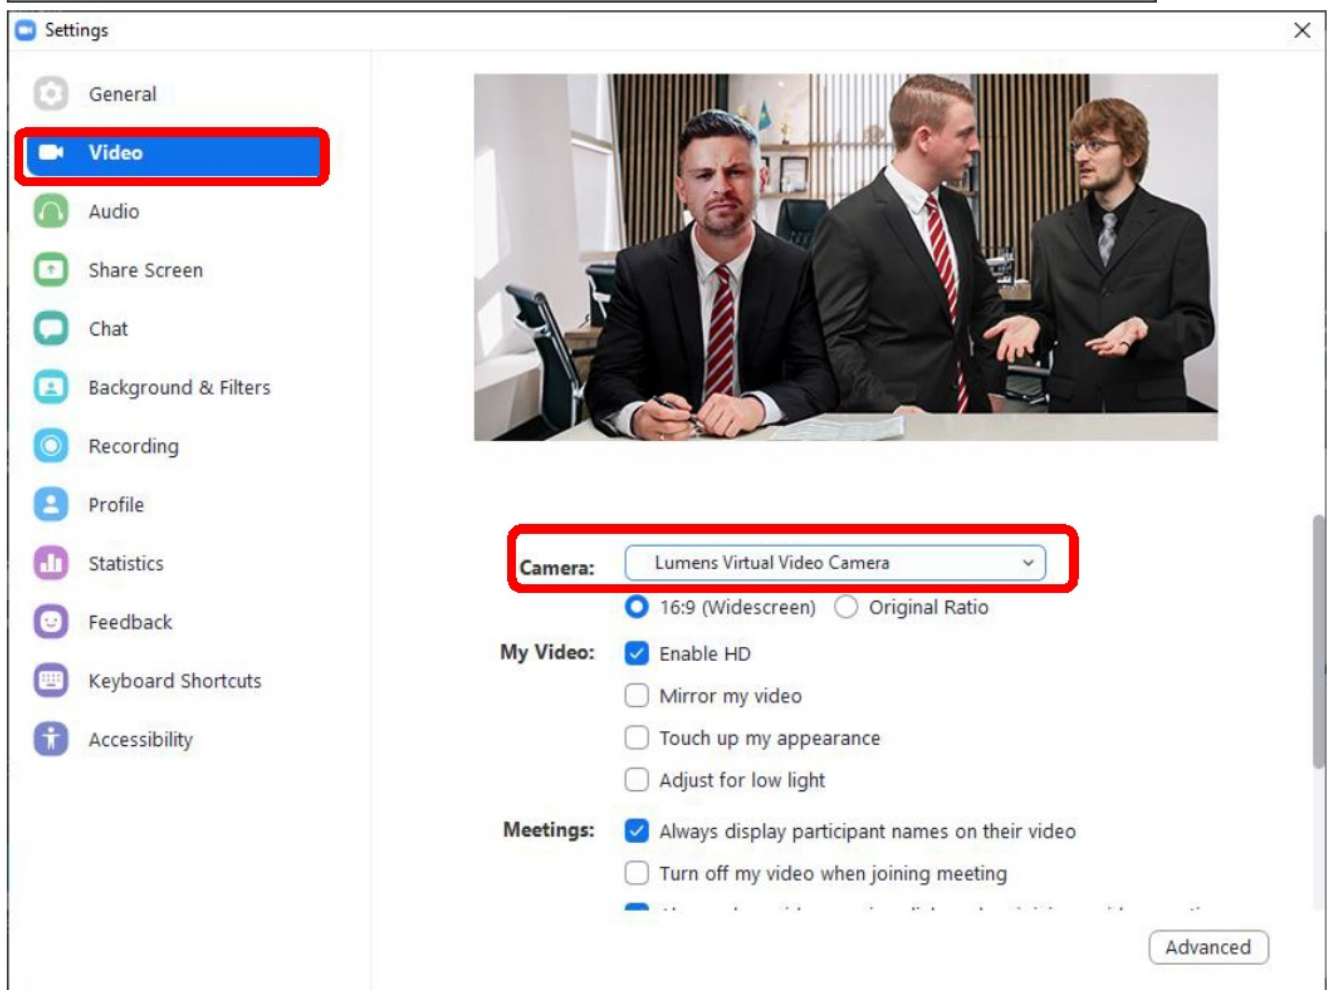 Settings
General
Video
Audio
Share Screen
Chat
Background & Filters
Recording
Profile
Statistics
Feedback
Keyboard Shortcuts
Accessibility
Camera: Lumens Virtual Video Camera
16:9 (Widescreen) Original Ratio
My Video: Enable HD
Mirror my video
Touch up my appearance
Adjust for low light
Meetings: Always display participant names on their video
Turn off my video when joining meeting
Advanced